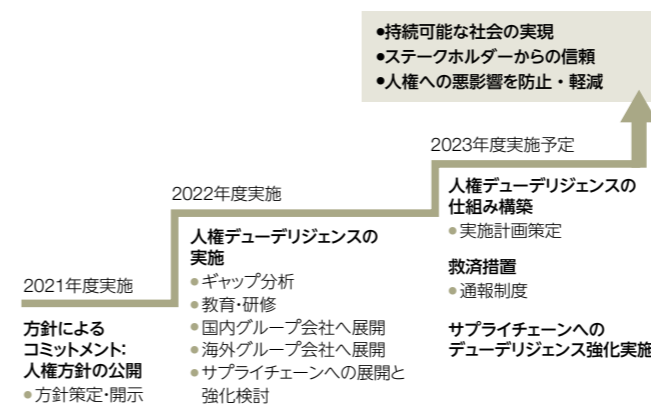 ●持続可能な社会の実現
●ステークホルダーからの信頼
●人権への悪影響を防止・軽減
2023年度実施予定
人権デューデリジェンスの
仕組み構築
●実施計画策定
救済措置
●通報制度
サプライチェーンへの
デューデリジェンス強化実施
2022年度実施
人権デューデリジェンスの
実施
●ギャップ分析
●教育・研修
●国内グループ会社へ展開
●海外グループ会社へ展開
●サプライチェーンへの展開と
強化検討
2021年度実施
方針による
コミットメント:
人権方針の公開
●方針策定・開示